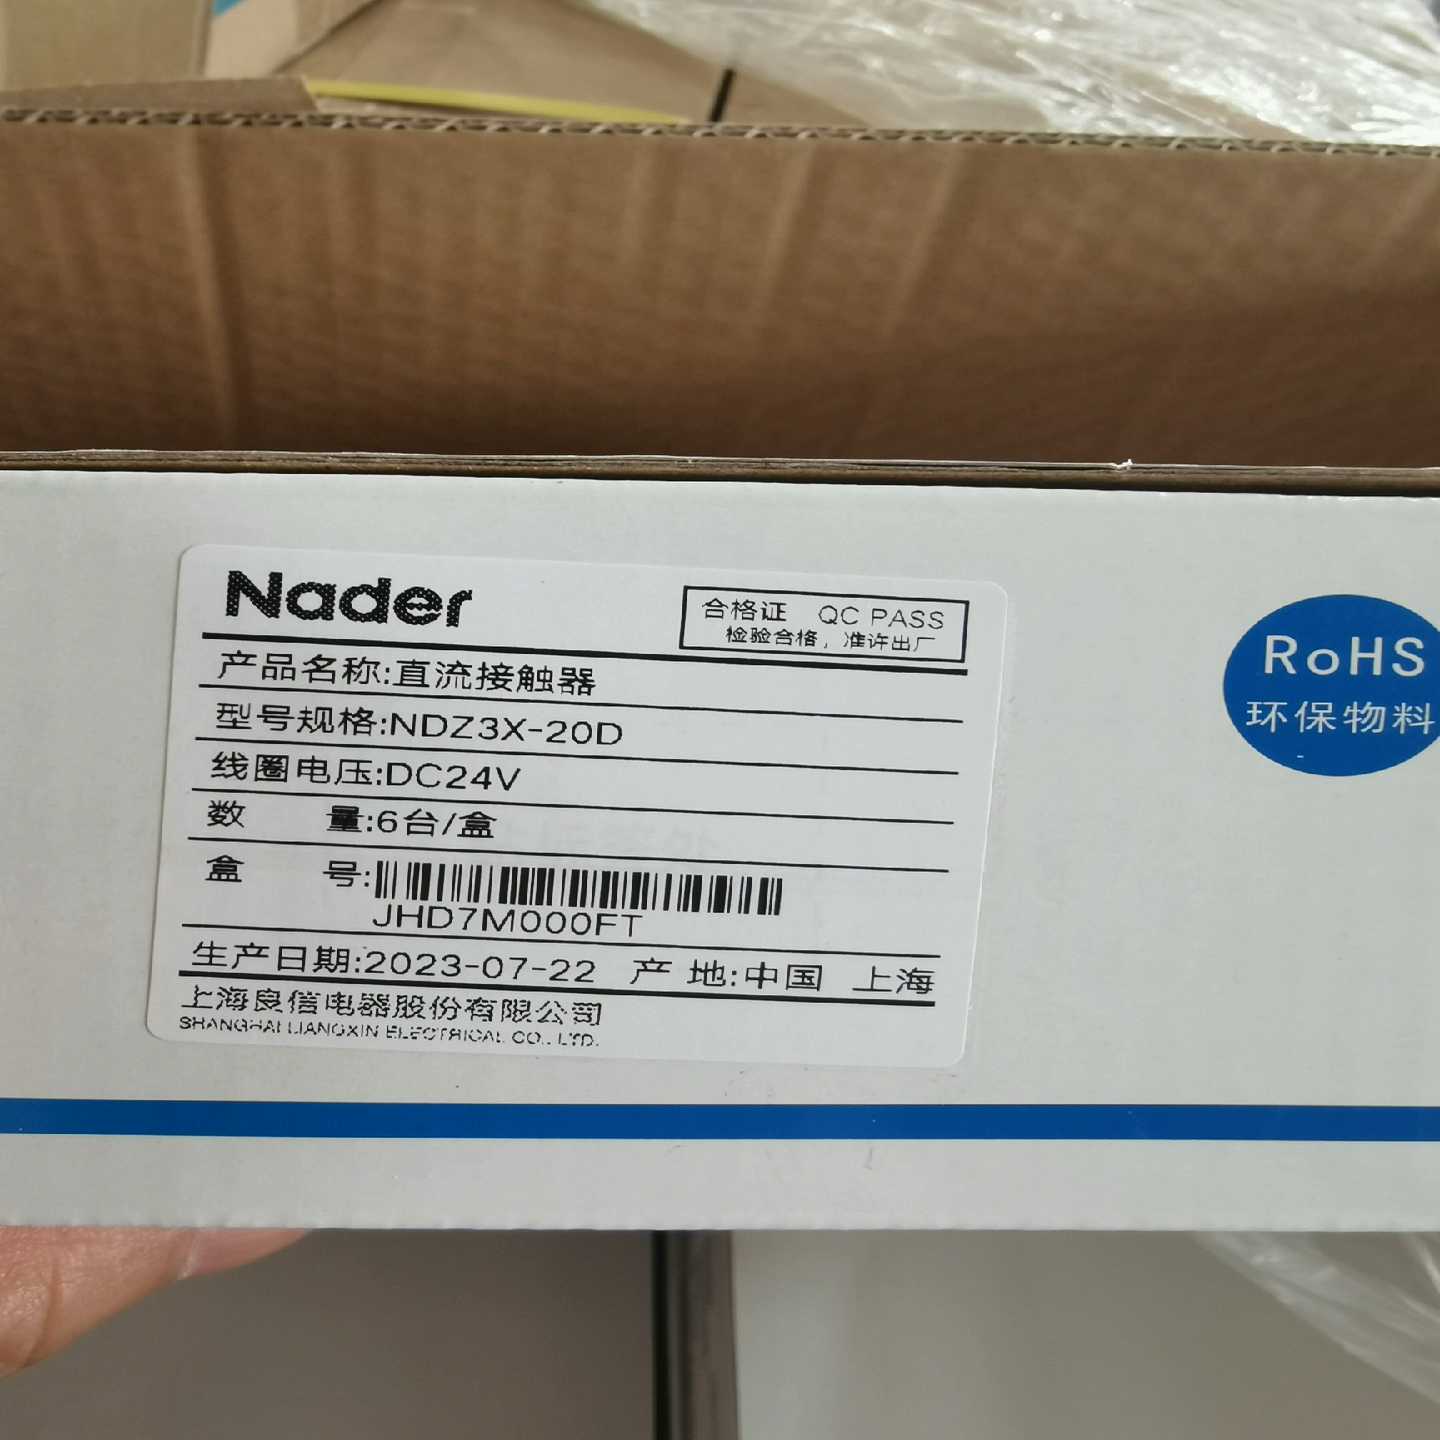 Nader
合格证 QC PASS
检验合格，准许出厂
产品名称:直流接触器
型号规格:NDZ3X-20D
线圈电压:DC24V
数 量:6台/盒
盒 号:
JHD7M000FT
生产日期:2023-07-22 产 地:中国 上海
上海良信电器股份有限公司
SHANGHAI LIANGXIN ELECTRICAL CO., LTD.
RoHS
环保物料